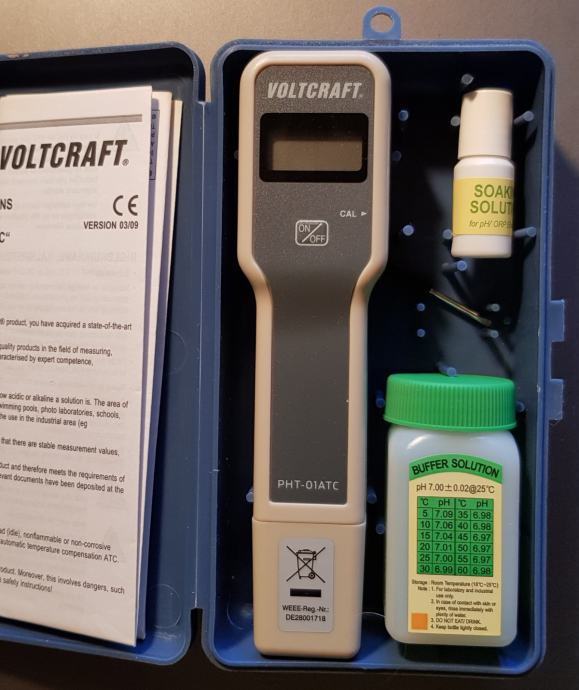 VOLTCRAFT®
NS
CE
VERSION 03/09
C“
® product, you have acquired a state-of-the-art
quality products in the field of measuring,
characterised by expert competence,
ow acidic or alkaline a solution is. The area of
wimming pools, photo laboratories, schools,
the use in the industrial area (eg
that there are stable measurement values,
duct and therefore meets the requirements of
evant documents have been deposited at the
ad (idle), nonflammable or non-corrosive
automatic temperature compensation ATC.
roduct. Moreover, this involves dangers, such
safety instructions!
VOLTCRAFT®
CAL ►
ON/OFF
PHT-01ATC
WEEE-Reg.-Nr.:
DE28001718
SOAKI
SOLUT
for pH/ ORP E
BUFFER SOLUTION
pH 7.00±0.02@25°C
°C °C
5 7.09 35 6.98
10 7.06 40 6.98
15 7.04 45 6.97
20 7.01 50 6.97
25 7.00 55 6.97
30 6.99 60 6.98
Storage : Room Temperature (15°C~25°C)
Note : 1. For laboratory and industrial
use only.
2. In case of contact with skin or
eyes, rinse immediately with
plenty of water.
3. DO NOT EAT/ DRINK.
4. Keep bottle tightly closed.